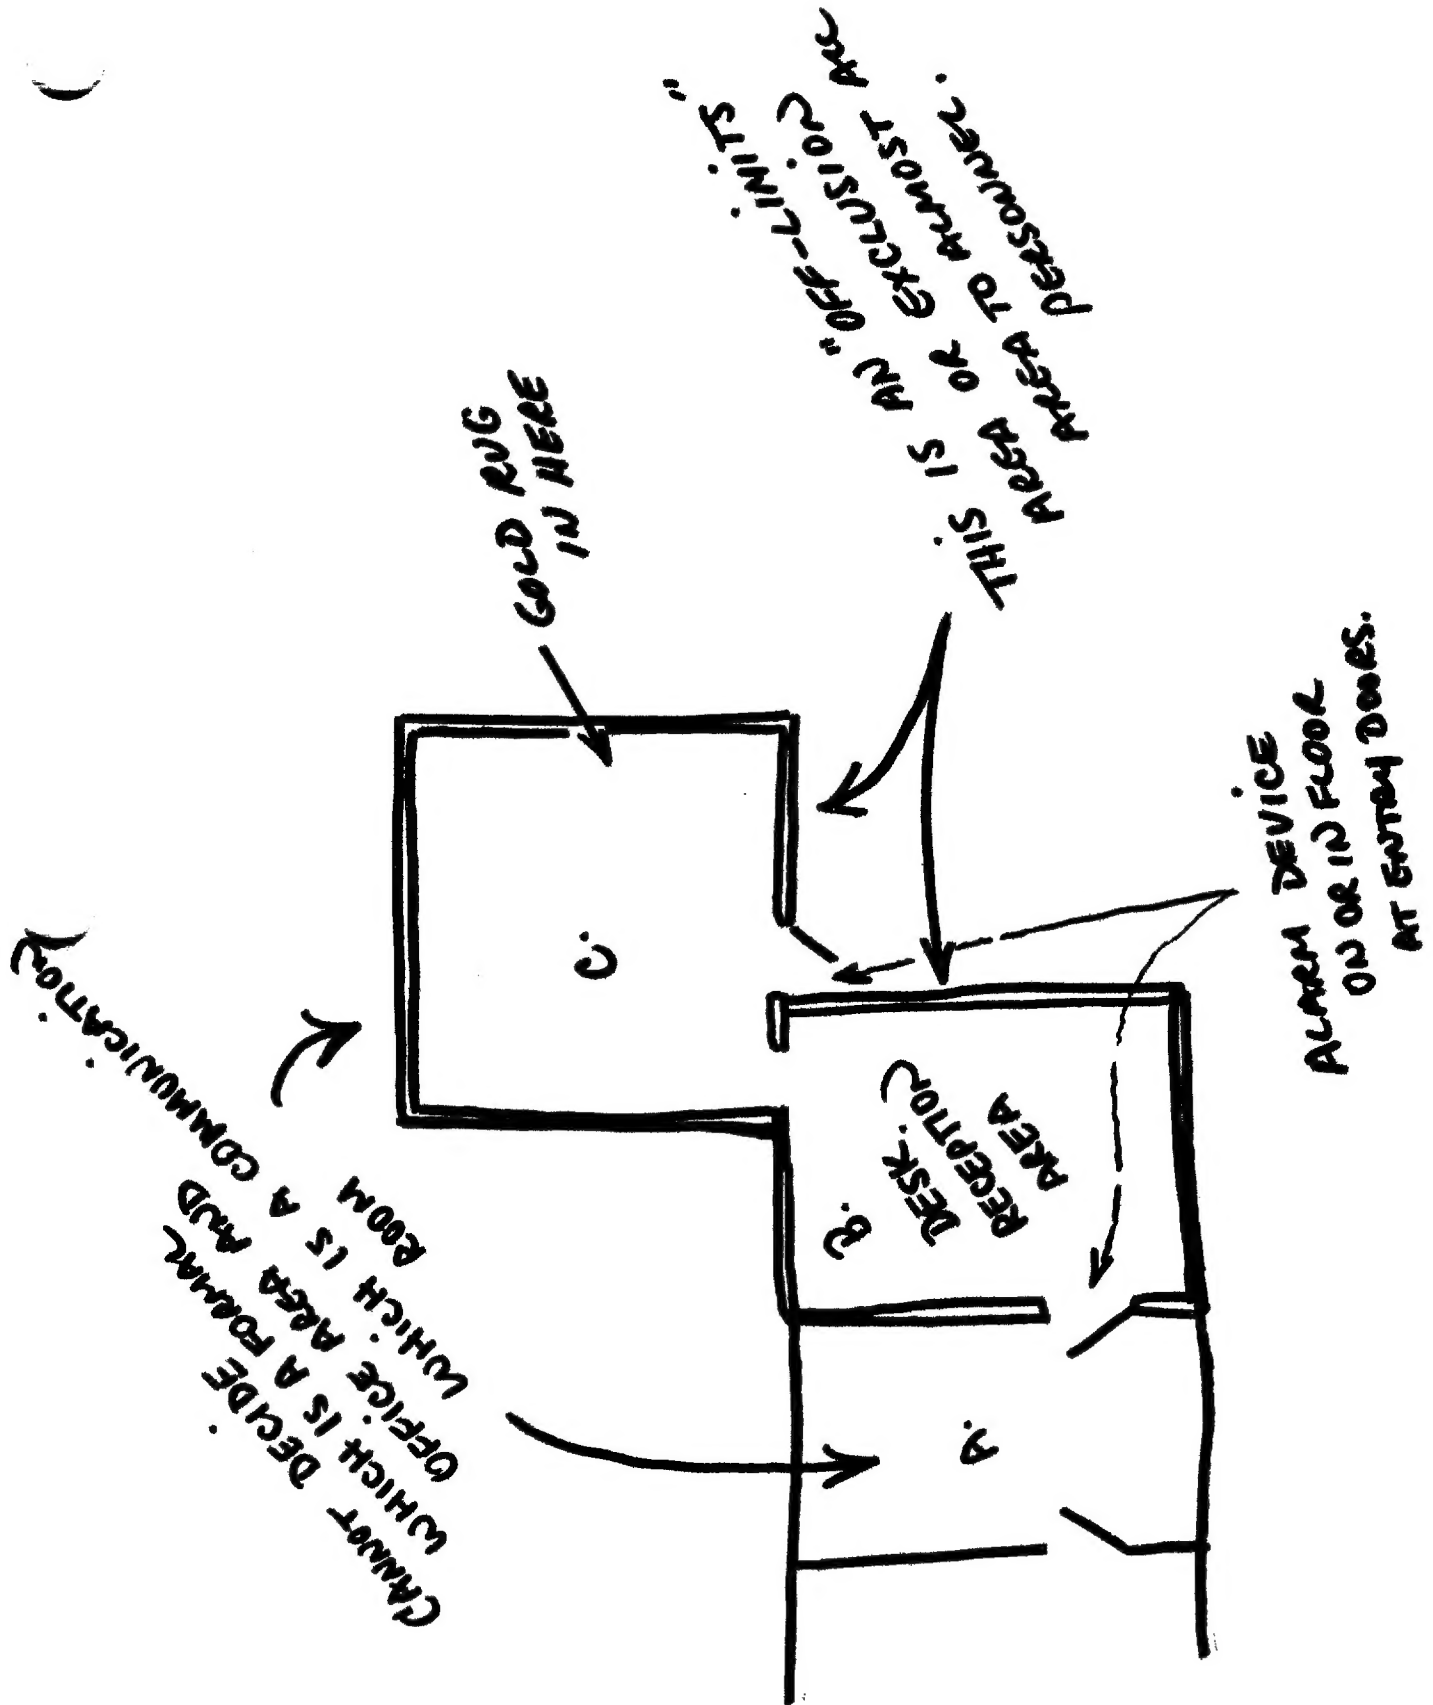 CANNOT DECIDE
WHICH IS A FORMAL
OFFICE AREA AND
WHICH IS A COMMUNICATION
ROOM
GOLD RUG
IN HERE
THIS IS AN "OFF-LINITS"
AREA OR EXCLUSION
AREA TO ALMOST ALL
PERSONNEL.
C.
B.
DESK.
RECEPTION
AREA
A.
ALARM DEVICE
ON OR IN FLOOR
AT ENTRY DOORS.